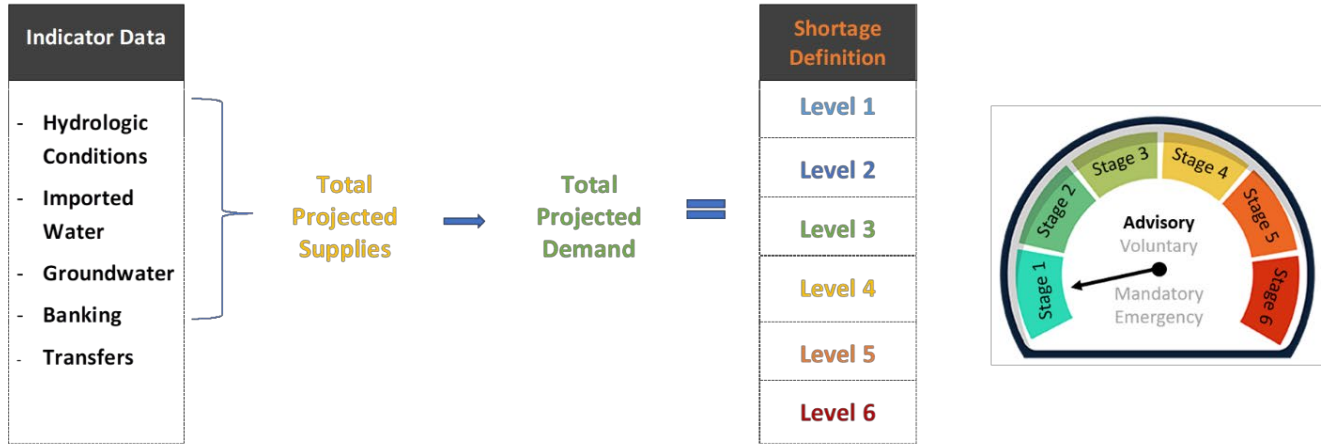 Indicator Data
- Hydrologic
Conditions
- Imported
Water
- Groundwater
- Banking
- Transfers
Total
Projected
Supplies
Total
Projected
Demand
Shortage
Definition
Level 1
Level 2
Level 3
Level 4
Level 5
Level 6
Stage 1
Stage 2
Stage 3
Stage 4
Stage 5
Stage 6
Advisory
Voluntary
Mandatory
Emergency